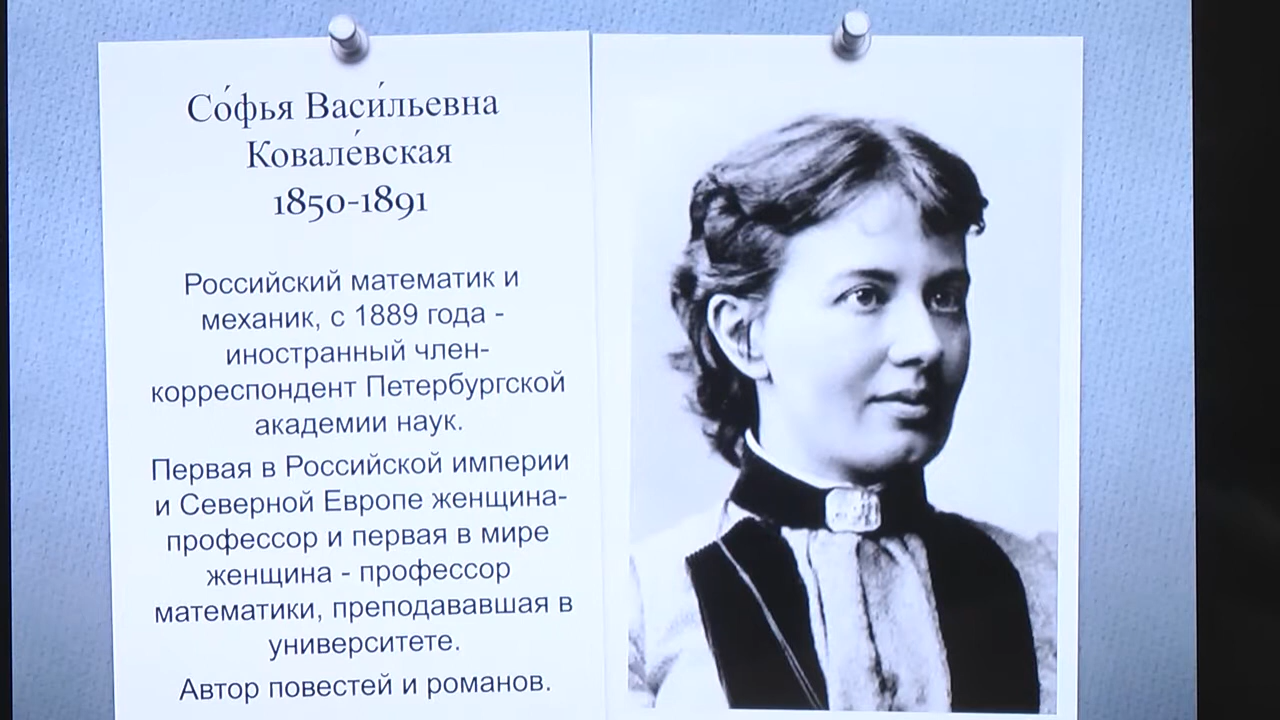 Со́фья Васи́льевна
Ковале́вская
1850-1891
Российский математик и
механик, с 1889 года -
иностранный член-
корреспондент Петербургской
академии наук.
Первая в Российской империи
и Северной Европе женщина-
профессор и первая в мире
женщина - профессор
математики, преподававшая в
университете.
Автор повестей и романов.